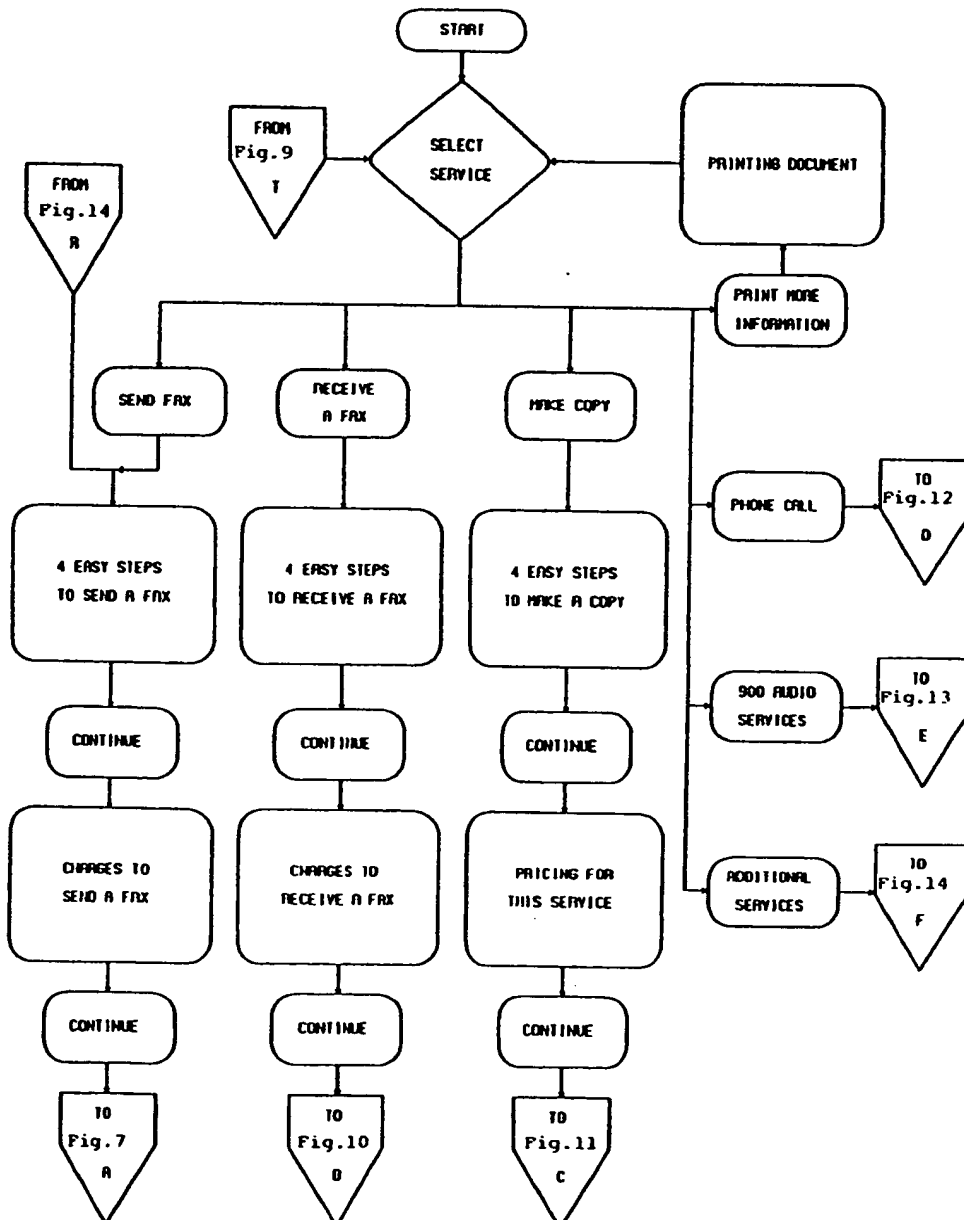 START
FROM
Fig.9
T
SELECT
SERVICE
PRINTING DOCUMENT
FROM
Fig.14
R
PRINT MORE
INFORMATION
SEND FAX
RECEIVE
A FAX
MAKE COPY
PHONE CALL
TO
Fig.12
D
4 EASY STEPS
TO SEND A FAX
4 EASY STEPS
TO RECEIVE A FAX
4 EASY STEPS
TO MAKE A COPY
900 AUDIO
SERVICES
TO
Fig.13
E
CONTINUE
CONTINUE
CONTINUE
CHARGES TO
SEND A FAX
CHARGES TO
RECEIVE A FAX
PRICING FOR
THIS SERVICE
ADDITIONAL
SERVICES
TO
Fig.14
F
CONTINUE
CONTINUE
CONTINUE
TO
Fig.7
A
TO
Fig.10
TO
Fig.11
C